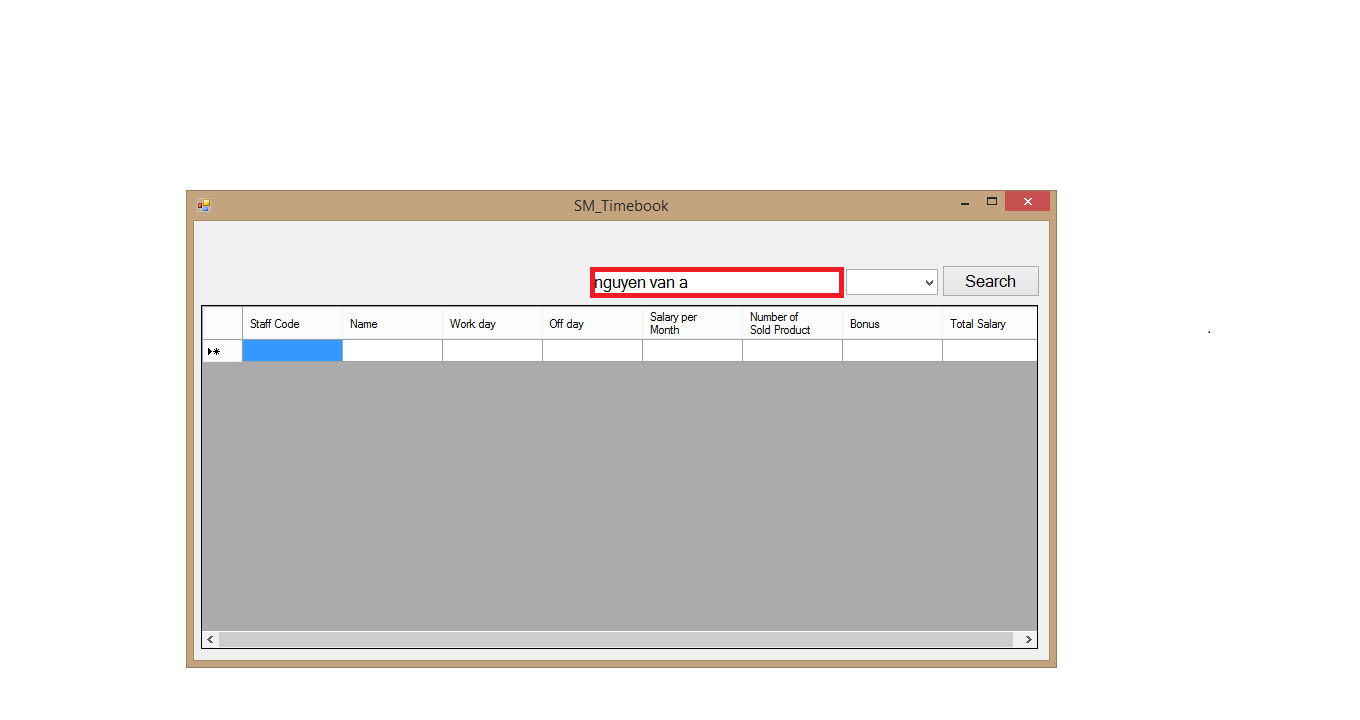 SM_Timebook
nguyen van a
Search
Staff Code
Name
Work day
Off day
Salary per
Month
Number of
Sold Product
Bonus
Total Salary